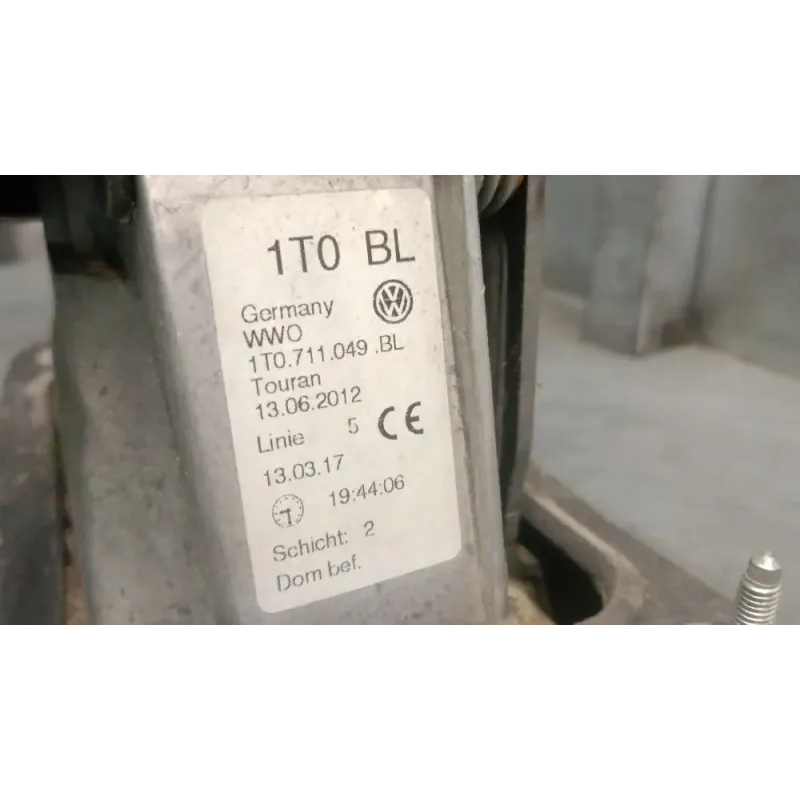 1T0 BL
Germany
WWO
1T0.711.049 .BL
Touran
13.06.2012
Linie 5 CE
13.03.17
19:44:06
Schicht: 2
Dom bef.